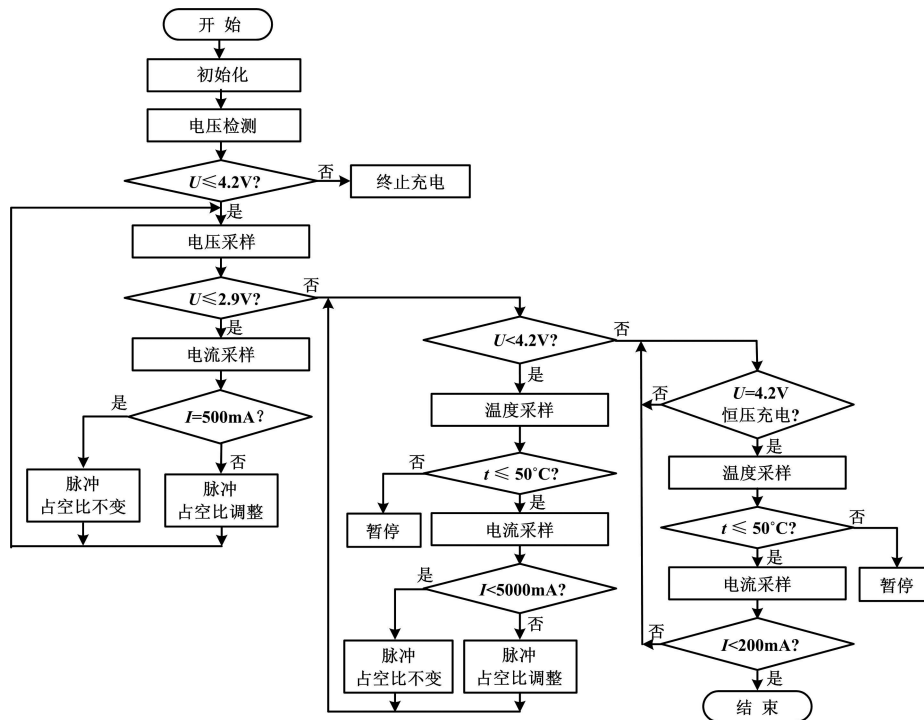 开 始
初始化
电压检测
U≤4.2V?
否
终止充电
是
电压采样
U≤2.9V?
否
是
电流采样
I=500mA?
是
否
脉冲
占空比不变
脉冲
占空比调整
U<4.2V?
否
是
温度采样
t≤50°C?
否
是
暂停
电流采样
I<5000mA?
是
否
脉冲
占空比不变
脉冲
占空比调整
U=4.2V
恒压充电?
否
是
温度采样
t≤50°C?
否
是
暂停
电流采样
I<200mA?
否
是
结 束